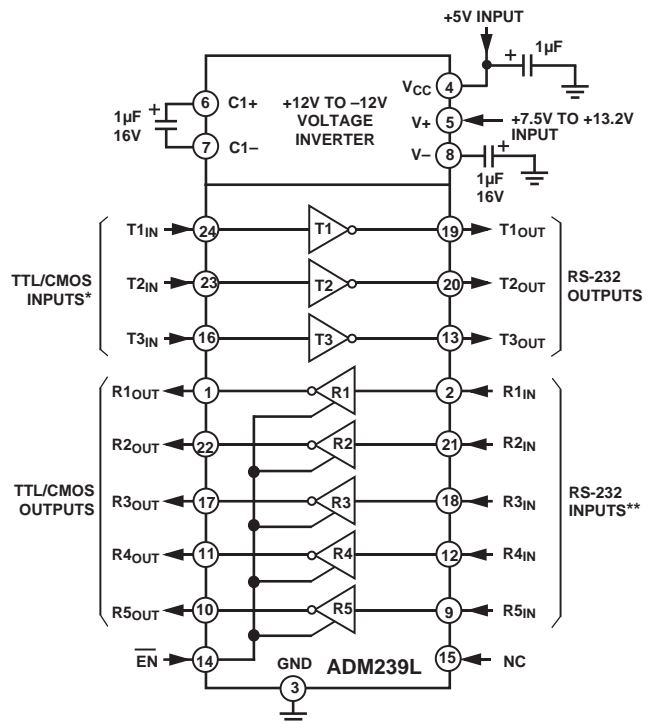 +5V INPUT
1µF
+
VCC 4
6 C1+
+12V TO –12V
VOLTAGE
INVERTER
+
1µF
16V
V+ 5
+7.5V TO +13.2V
INPUT
7 C1–
V– 8
+
1µF
16V
T1IN 24 T1 19 T1OUT
TTL/CMOS
INPUTS*
T2IN 23 T2 20 T2OUT
RS-232
OUTPUTS
T3IN 16 T3 13 T3OUT
R1OUT 1 R1 2 R1IN
R2OUT 22 R2 21 R2IN
TTL/CMOS
OUTPUTS
R3OUT 17 R3 18 R3IN
RS-232
INPUTS**
R4OUT 11 R4 12 R4IN
R5OUT 10 R5 9 R5IN
EN 14
GND
3
ADM239L
15 NC